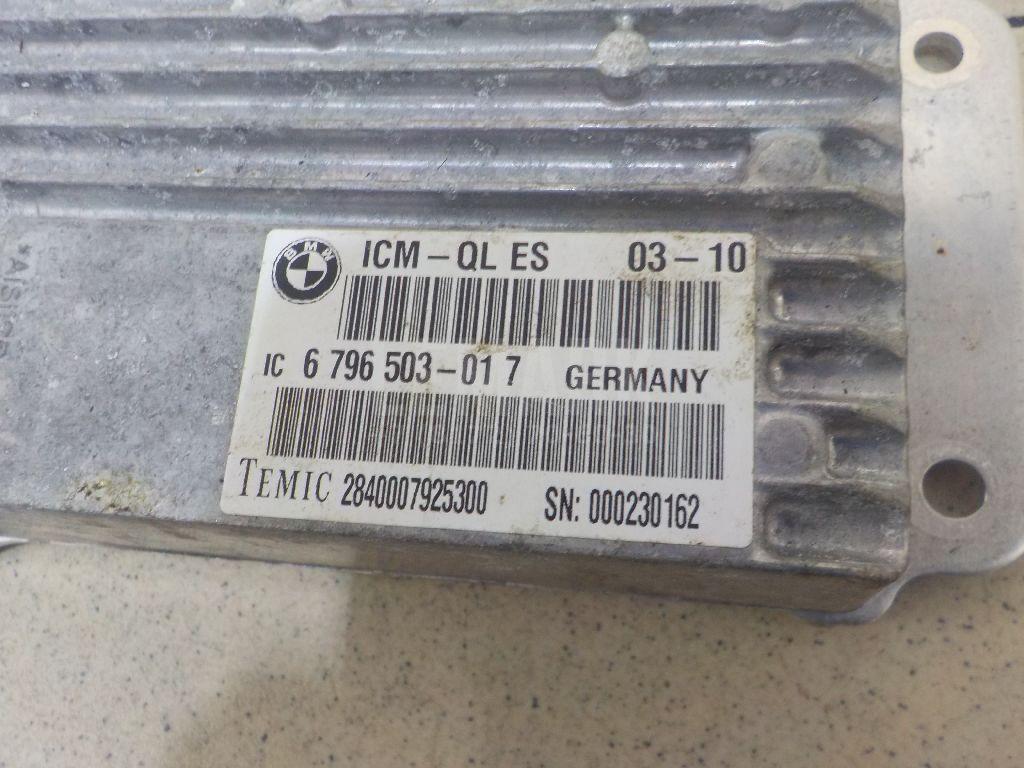 BMW
ICM – QL ES 03 – 10
IC 6 796 503 – 01 7 GERMANY
TEMIC 2840007925300 SN: 000230162